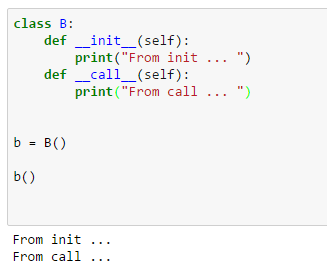 class B:
    def __init__(self):
        print("From init ... ")
    def __call__(self):
        print("From call ... ")
b = B()
b()
From init ...
From call ...